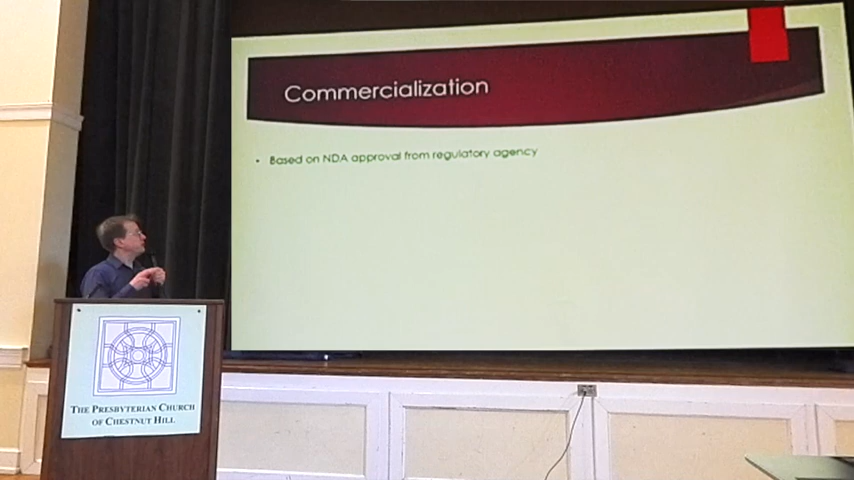 Commercialization
• Based on NDA approval from regulatory agency
THE PRESBYTERIAN CHURCH
OF CHESTNUT HILL